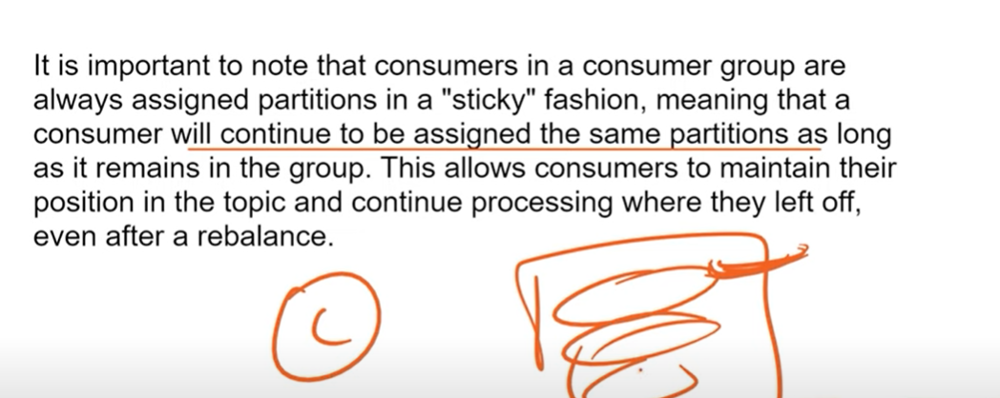 It is important to note that consumers in a consumer group are
always assigned partitions in a "sticky" fashion, meaning that a
consumer will continue to be assigned the same partitions as long
as it remains in the group. This allows consumers to maintain their
position in the topic and continue processing where they left off,
even after a rebalance.
C